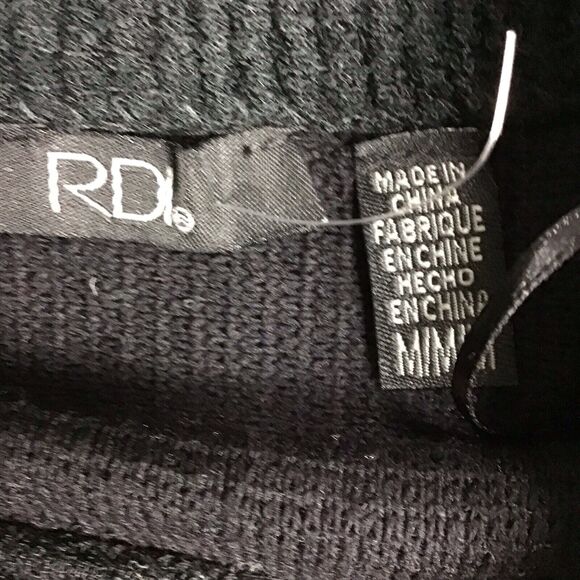 RDI®
MADE IN
CHINA
FABRIQUE
EN CHINE
HECHO
EN CHINA
M/M/M